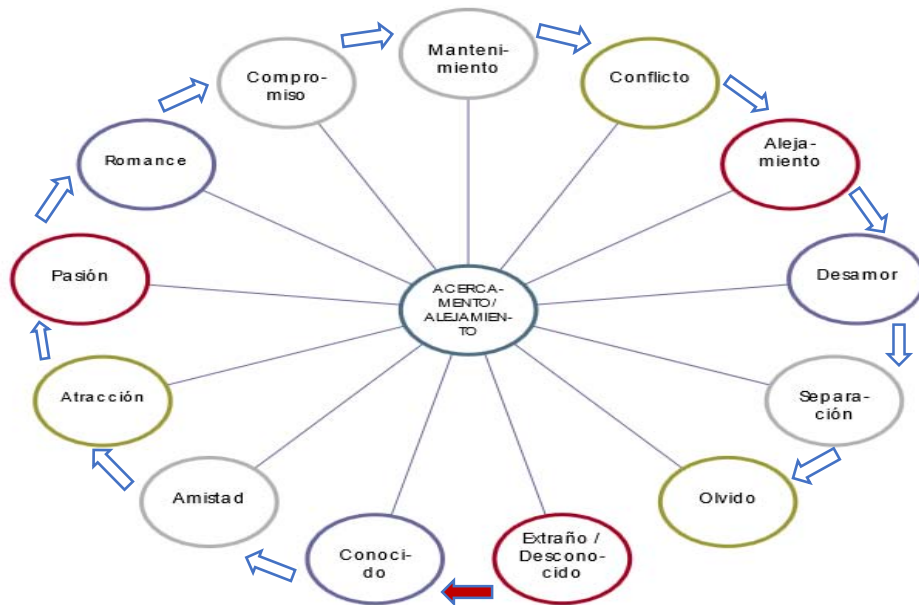 Manteni-
miento
Conflicto
Aleja-
miento
Desamor
Separa-
ción
Olvido
Extraño /
Descono-
cido
Conoci-
do
Amistad
Atracción
Pasión
Romance
Compro-
miso
ACERCA-
MENTO/
ALEJAMIEN-
TO